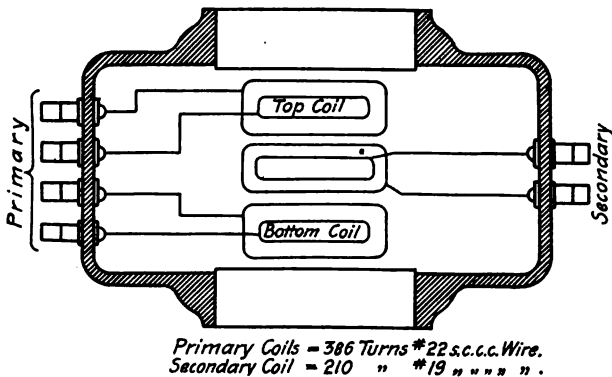 Primary
Top Coil
Secondary
Bottom Coil
Primary Coils = 386 Turns #22 s.c.c.c. Wire.
Secondary Coil = 210 " #19 " " " " " .